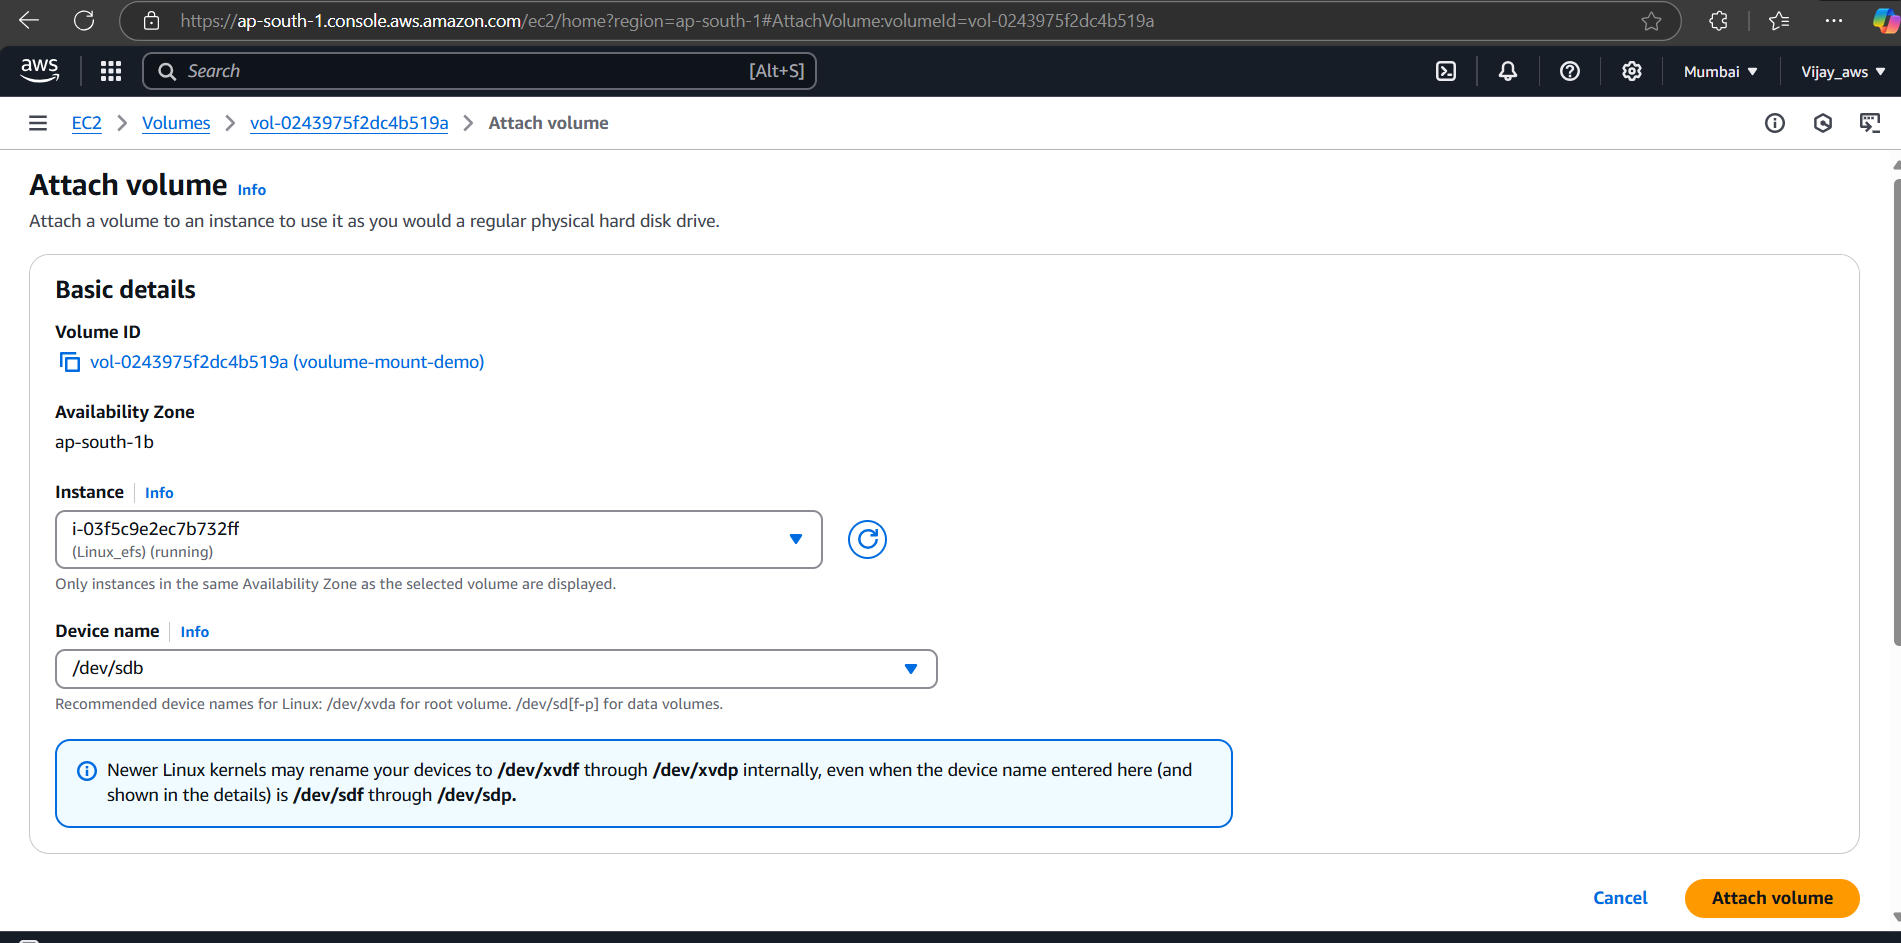 https://ap-south-1.console.aws.amazon.com/ec2/home?region=ap-south-1#AttachVolume:volumeId=vol-0243975f2dc4b519a
aws
Search [Alt+S]
Mumbai
Vijay_aws
EC2 Volumes vol-0243975f2dc4b519a Attach volume
Attach volume Info
Attach a volume to an instance to use it as you would a regular physical hard disk drive.
Basic details
Volume ID
vol-0243975f2dc4b519a (voulume-mount-demo)
Availability Zone
ap-south-1b
Instance Info
i-03f5c9e2ec7b732ff
(Linux_efs) (running)
Only instances in the same Availability Zone as the selected volume are displayed.
Device name Info
/dev/sdb
Recommended device names for Linux: /dev/xvda for root volume. /dev/sd[f-p] for data volumes.
Newer Linux kernels may rename your devices to /dev/xvdf through /dev/xvdp internally, even when the device name entered here (and
shown in the details) is /dev/sdf through /dev/sdp.
Cancel Attach volume